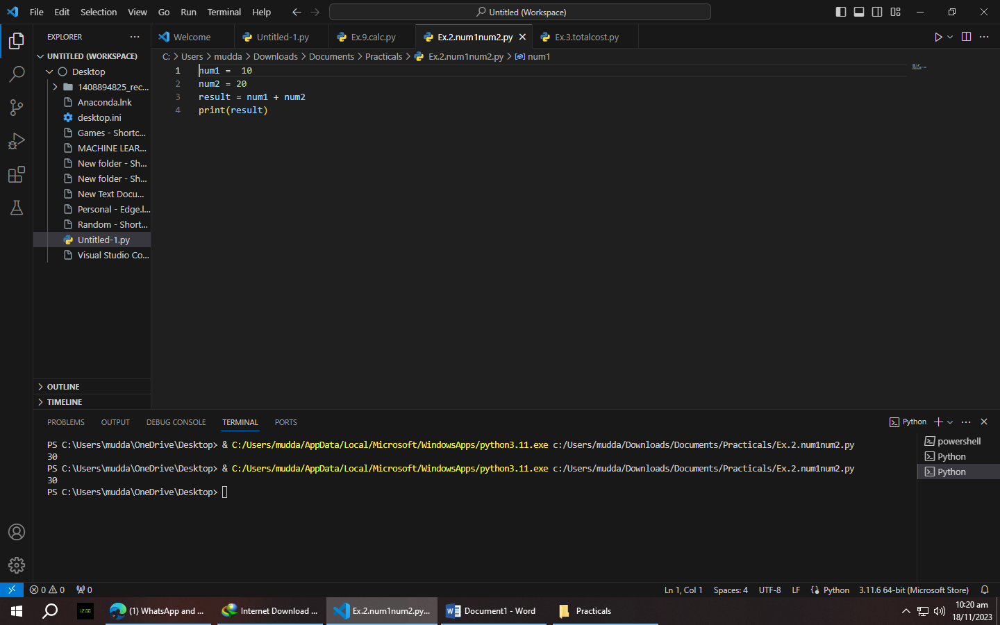 File Edit Selection View Go Run Terminal Help
Untitled (Workspace)
EXPLORER
Welcome
Untitled-1.py
Ex.9.calc.py
Ex.2.num1num2.py
Ex.3.totalcost.py
UNTITLED (WORKSPACE)
Desktop
1408894825_rec...
Anaconda.lnk
desktop.ini
Games - Shortc...
MACHINE LEAR...
New folder - Sh...
New folder - Sh...
New Text Docu...
Personal - Edge.l...
Random - Short...
Untitled-1.py
Visual Studio Co...
OUTLINE
TIMELINE
C: > Users > mudda > Downloads > Documents > Practicals > Ex.2.num1num2.py > num1
1 num1 =  10
2 num2 = 20
3 result = num1 + num2
4 print(result)
PROBLEMS OUTPUT DEBUG CONSOLE TERMINAL PORTS
Python
PS C:\Users\mudda\OneDrive\Desktop> & C:/Users/mudda/AppData/Local/Microsoft/WindowsApps/python3.11.exe c:/Users/mudda/Downloads/Documents/Practicals/Ex.2.num1num2.py
30
PS C:\Users\mudda\OneDrive\Desktop> & C:/Users/mudda/AppData/Local/Microsoft/WindowsApps/python3.11.exe c:/Users/mudda/Downloads/Documents/Practicals/Ex.2.num1num2.py
30
PS C:\Users\mudda\OneDrive\Desktop>
powershell
Python
Python
0 0 0
Ln 1, Col 1 Spaces: 4 UTF-8 LF Python 3.11.6 64-bit (Microsoft Store)
12:00
(1) WhatsApp and ...
Internet Download ...
Ex.2.num1num2.py...
Document1 - Word
Practicals
10:20 am
18/11/2023